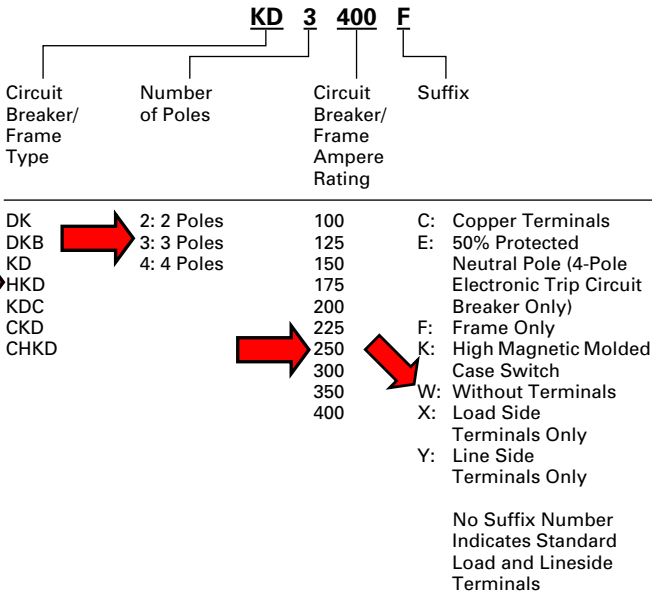 KD 3 400 F
Circuit Breaker/ Frame Type
Number of Poles
Circuit Breaker/ Frame Ampere Rating
Suffix
DK
DKB
KD
HKD
KDC
CKD
CHKD
2: 2 Poles
3: 3 Poles
4: 4 Poles
100
125
150
175
200
225
250
300
350
400
C: Copper Terminals
E: 50% Protected
Neutral Pole (4-Pole
Electronic Trip Circuit
Breaker Only)
F: Frame Only
K: High Magnetic Molded
Case Switch
W: Without Terminals
X: Load Side
Terminals Only
Y: Line Side
Terminals Only
No Suffix Number
Indicates Standard
Load and Lineside
Terminals